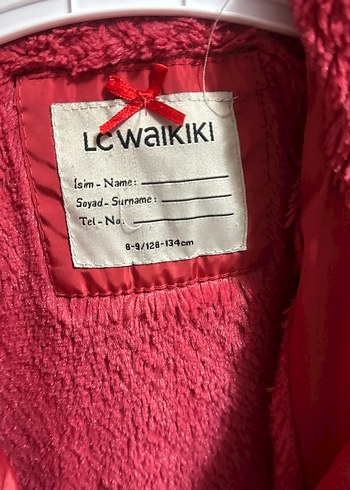 LC WAIKIKI
İsim - Name:
Soyad - Surname:
Tel - No:
8-9/128-134cm